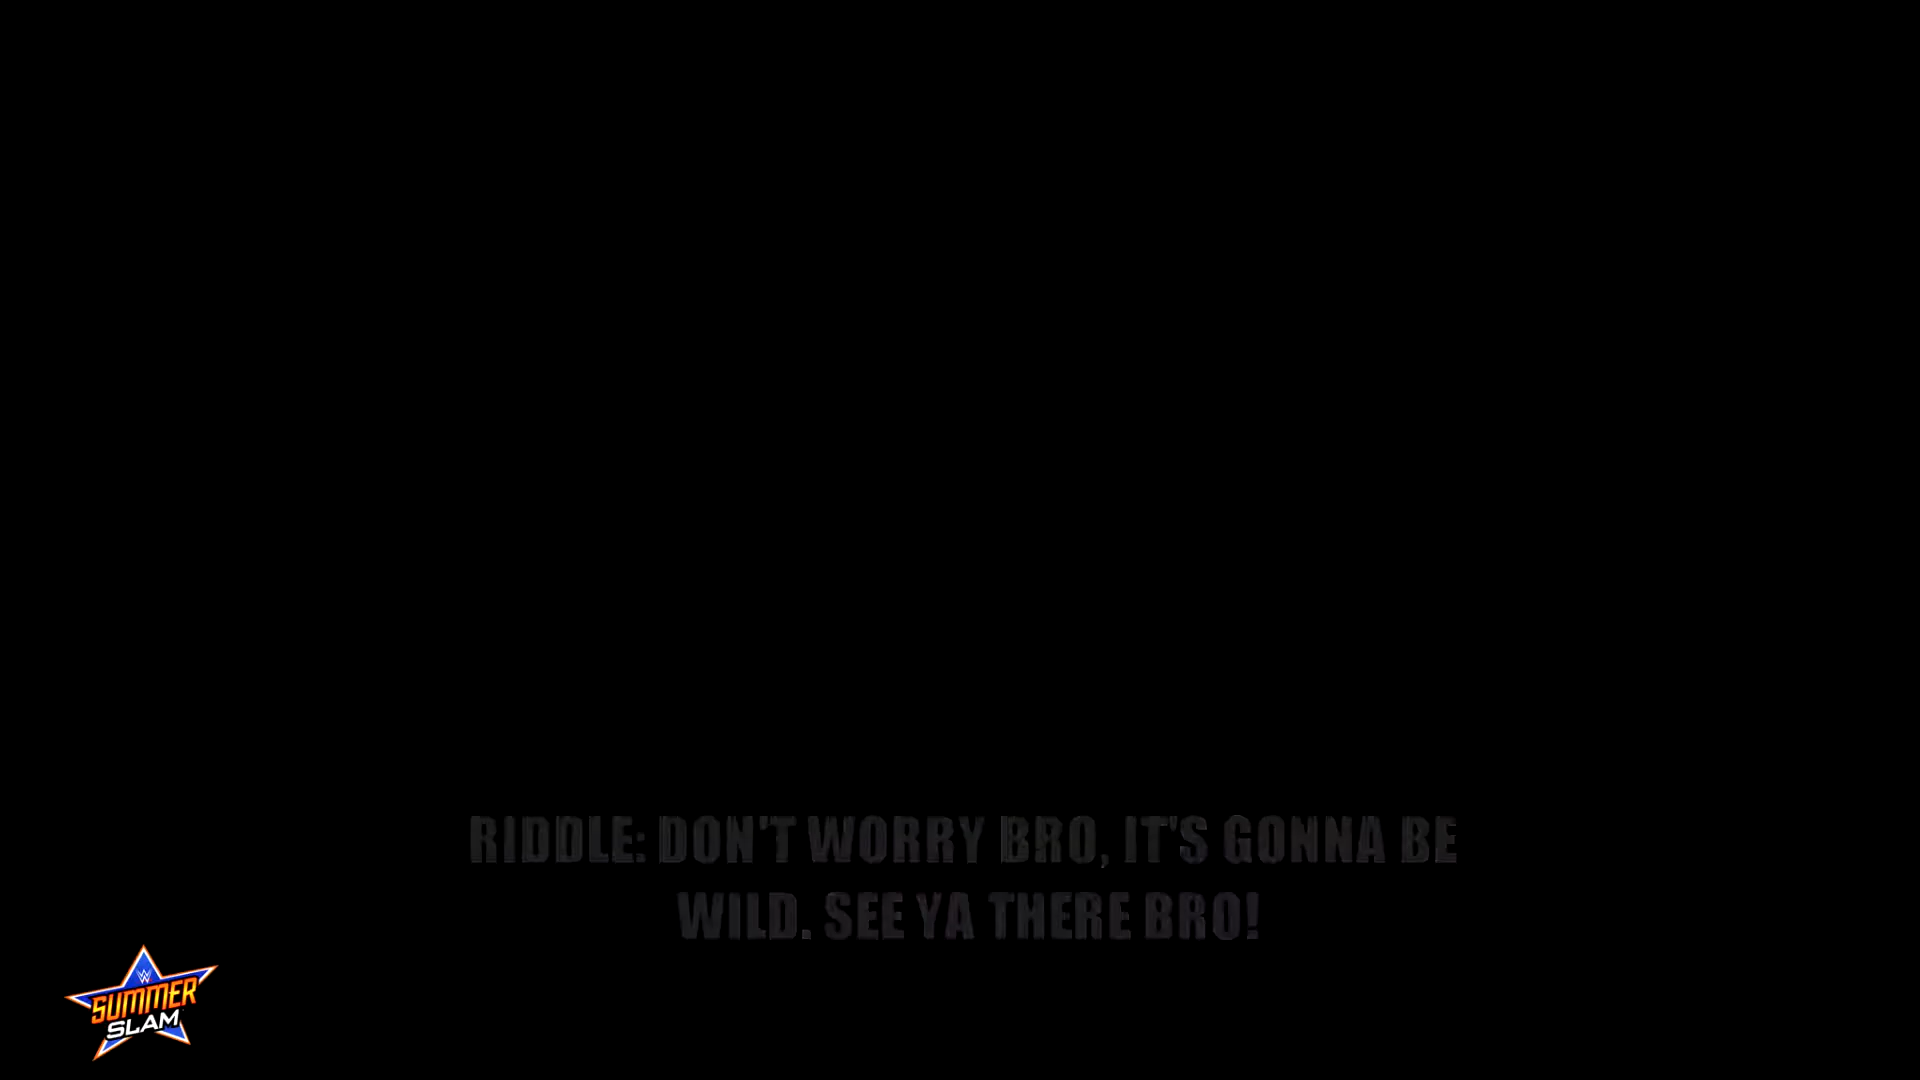 RIDDLE: DON'T WORRY BRO, IT'S GONNA BE
WILD. SEE YA THERE BRO!
W
SUMMER
SLAM